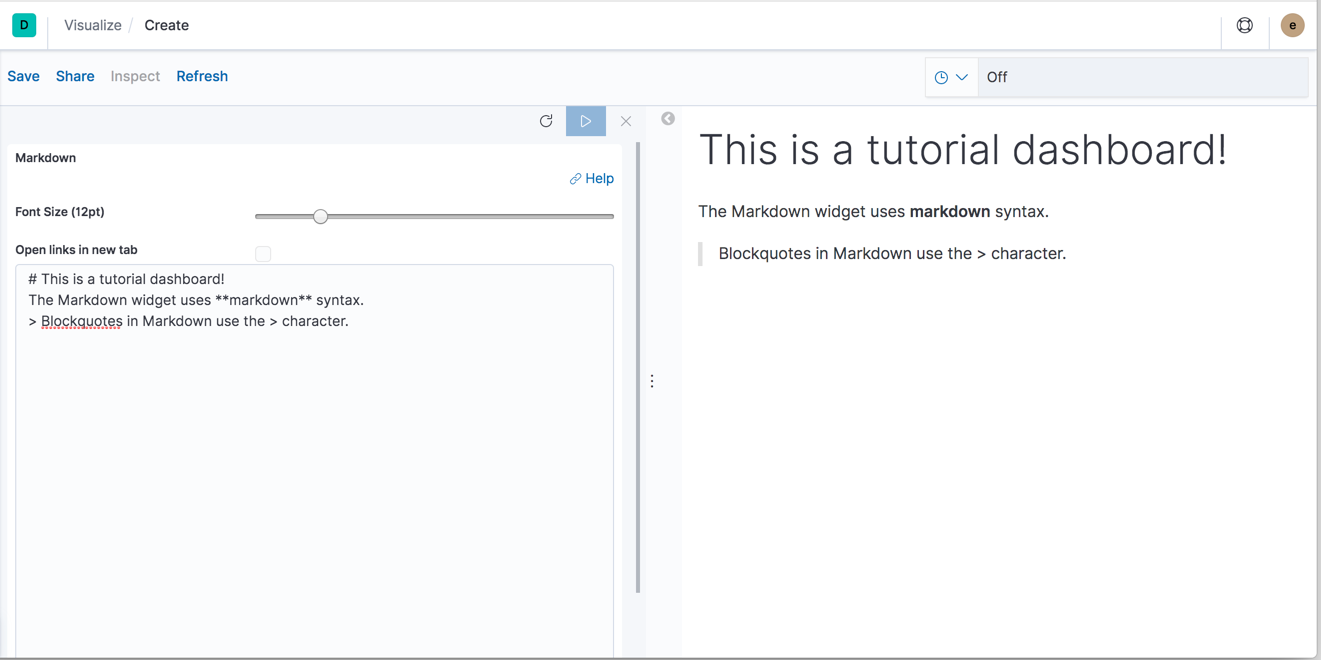 D Visualize / Create e
Save Share Inspect Refresh Off
Markdown
Help
Font Size (12pt)
Open links in new tab
# This is a tutorial dashboard!
The Markdown widget uses **markdown** syntax.
> Blockquotes in Markdown use the > character.
This is a tutorial dashboard!
The Markdown widget uses markdown syntax.
Blockquotes in Markdown use the > character.